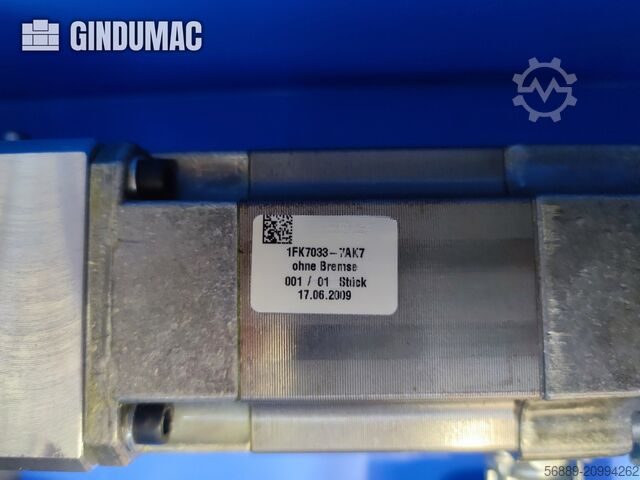 GINDUMAC
1FK7033-7AK7
ohne Bremse
001 / 01 Stück
17.06.2009
56889-20994262